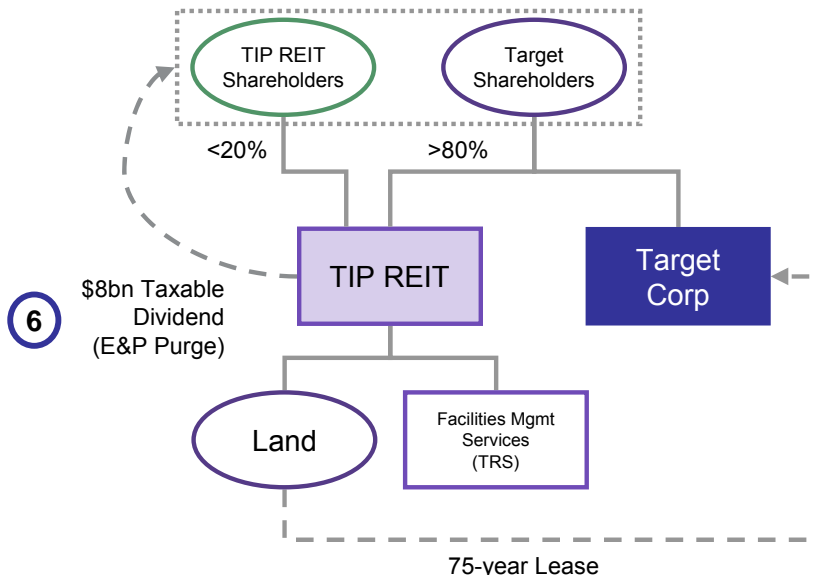 TIP REIT
Shareholders
Target
Shareholders
<20%
>80%
TIP REIT
Target
Corp
6
$8bn Taxable
Dividend
(E&P Purge)
Land
Facilities Mgmt
Services
(TRS)
75-year Lease